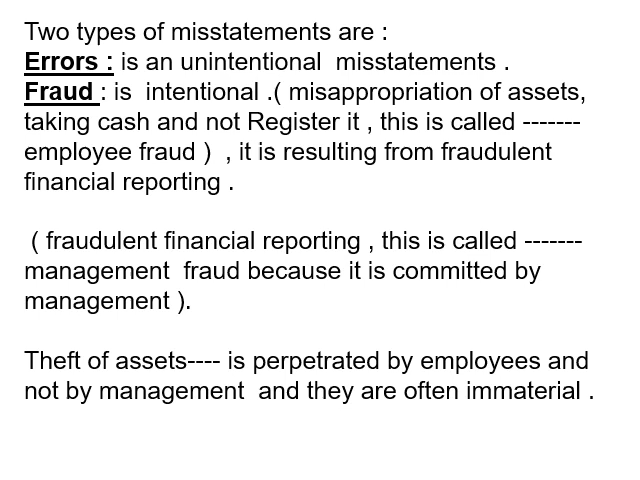 Two types of misstatements are :
Errors : is an unintentional  misstatements .
Fraud : is  intentional .( misappropriation of assets,
taking cash and not Register it , this is called -------
employee fraud )  , it is resulting from fraudulent
financial reporting .
( fraudulent financial reporting , this is called -------
management  fraud because it is committed by
management ).
Theft of assets---- is perpetrated by employees and
not by management  and they are often immaterial .